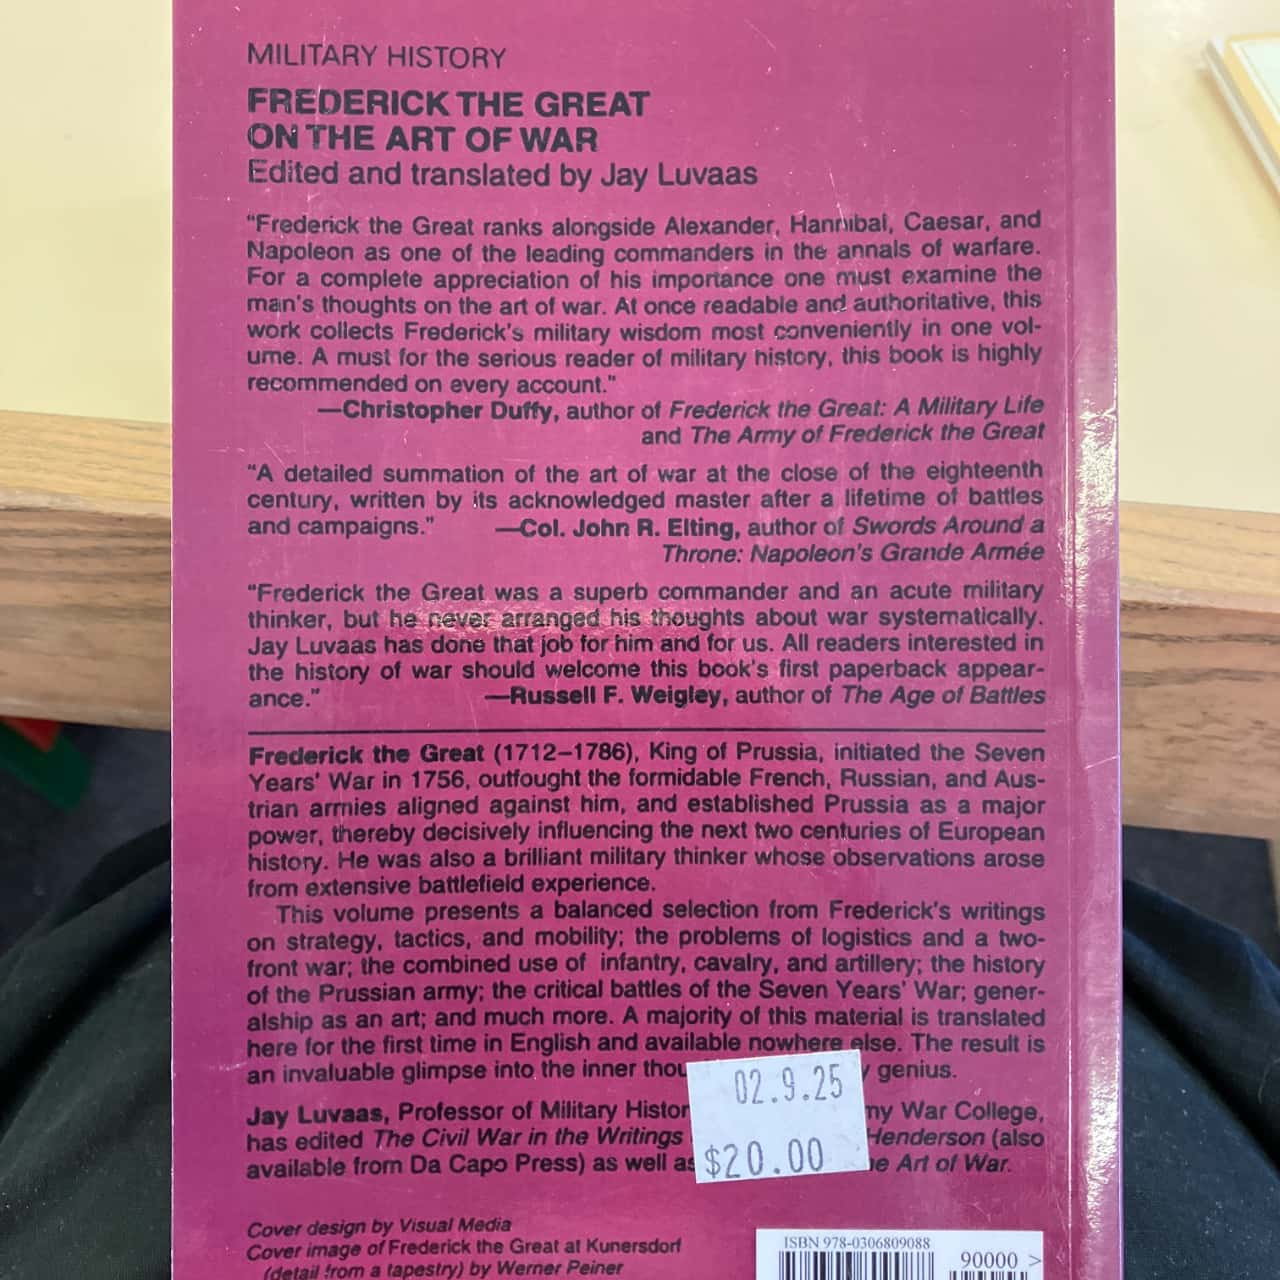 MILITARY HISTORY
FREDERICK THE GREAT
ON THE ART OF WAR
Edited and translated by Jay Luvaas
"Frederick the Great ranks alongside Alexander, Hannibal, Caesar, and
Napoleon as one of the leading commanders in the annals of warfare.
For a complete appreciation of his importance one must examine the
man's thoughts on the art of war. At once readable and authoritative, this
work collects Frederick's military wisdom most conveniently in one vol-
ume. A must for the serious reader of military history, this book is highly
recommended on every account."
—Christopher Duffy, author of Frederick the Great: A Military Life
and The Army of Frederick the Great
"A detailed summation of the art of war at the close of the eighteenth
century, written by its acknowledged master after a lifetime of battles
and campaigns." —Col. John R. Elting, author of Swords Around a
Throne: Napoleon's Grande Armée
"Frederick the Great was a superb commander and an acute military
thinker, but he never arranged his thoughts about war systematically.
Jay Luvaas has done that job for him and for us. All readers interested in
the history of war should welcome this book's first paperback appear-
ance." —Russell F. Weigley, author of The Age of Battles
Frederick the Great (1712–1786), King of Prussia, initiated the Seven
Years' War in 1756, outfought the formidable French, Russian, and Aus-
trian armies aligned against him, and established Prussia as a major
power, thereby decisively influencing the next two centuries of European
history. He was also a brilliant military thinker whose observations arose
from extensive battlefield experience.
This volume presents a balanced selection from Frederick's writings
on strategy, tactics, and mobility; the problems of logistics and a two-
front war; the combined use of infantry, cavalry, and artillery; the history
of the Prussian army; the critical battles of the Seven Years' War; gener-
alship as an art; and much more. A majority of this material is translated
here for the first time in English and available nowhere else. The result is
an invaluable glimpse into the inner thou genius.
02.9.25
Jay Luvaas, Professor of Military Histor my War College,
has edited The Civil War in the Writings Henderson (also
available from Da Capo Press) as well as $20.00 e Art of War.
Cover design by Visual Media
Cover image of Frederick the Great at Kunersdorf
(detail from a tapestry) by Werner Peiner
ISBN 978-0306809088
90000 >